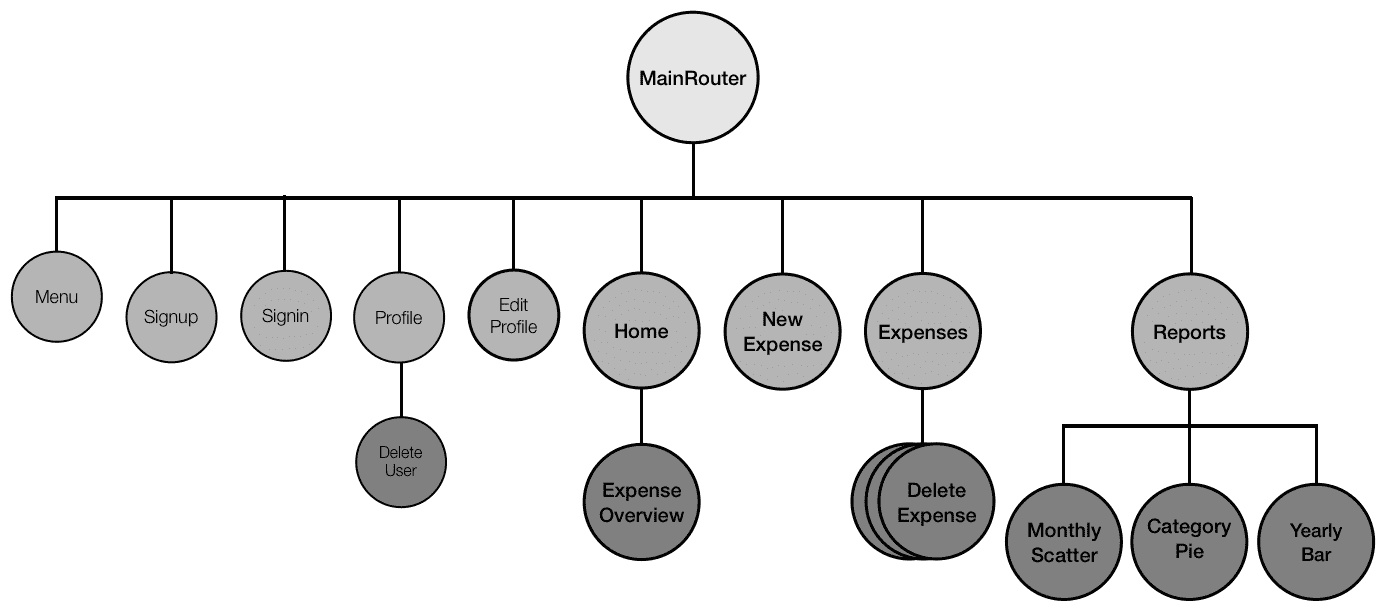 MainRouter
Menu
Signup
Signin
Profile
Edit
Profile
Home
New
Expense
Expenses
Reports
Delete
User
Expense
Overview
Delete
Expense
Monthly
Scatter
Category
Pie
Yearly
Bar